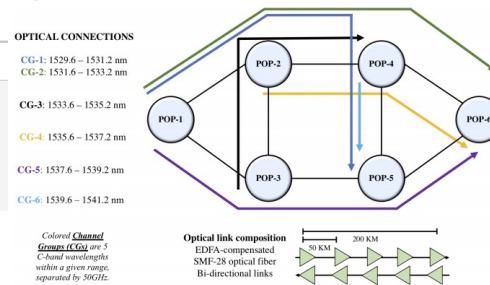 OPTICAL CONNECTIONS
CG-1: 1529.6 – 1531.2 nm
CG-2: 1531.6 – 1533.2 nm
CG-3: 1533.6 – 1535.2 nm
CG-4: 1535.6 – 1537.2 nm
CG-5: 1537.6 – 1539.2 nm
CG-6: 1539.6 – 1541.2 nm
POP-2
POP-4
POP-1
POP-6
POP-3
POP-5
Colored Channel
Groups (CGs) are 5
C-band wavelengths
within a given range,
separated by 50GHz.
Optical link composition
EDFA-compensated
SMF-28 optical fiber
Bi-directional links
200 KM
50 KM